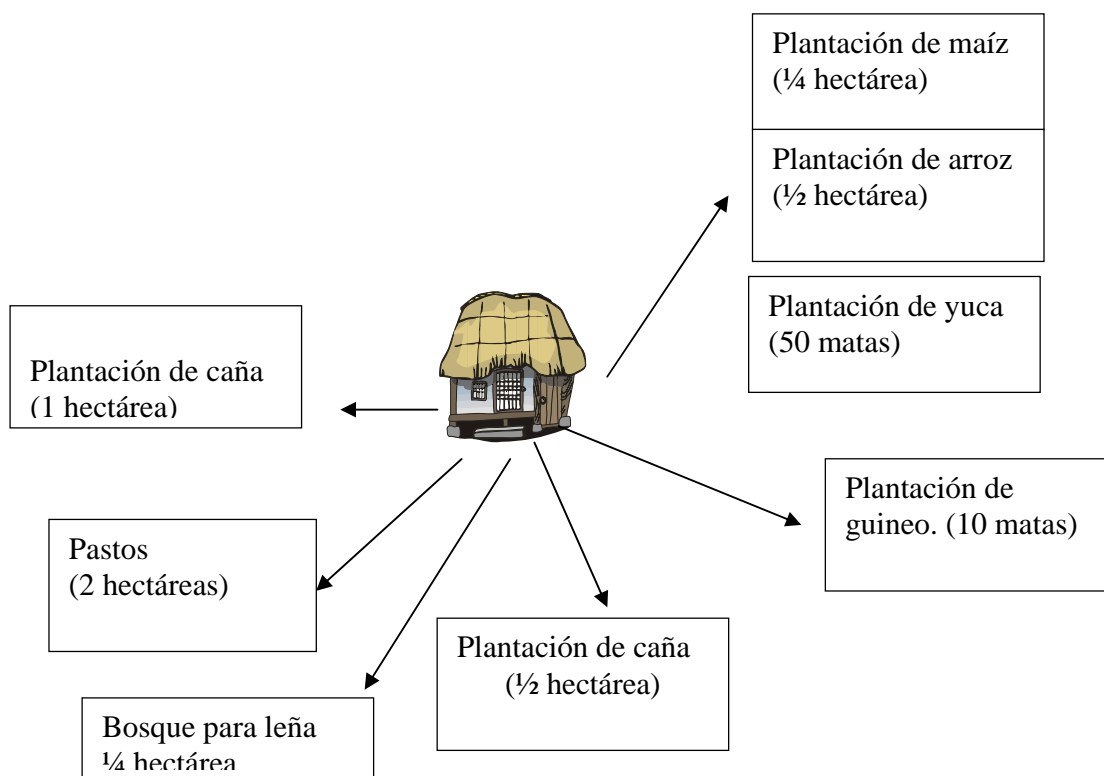 Plantación de maíz
(¼ hectárea)
Plantación de arroz
(½ hectárea)
Plantación de yuca
(50 matas)
Plantación de caña
(1 hectárea)
Plantación de
guineo. (10 matas)
Pastos
(2 hectáreas)
Plantación de caña
(½ hectárea)
Bosque para leña
¼ hectárea